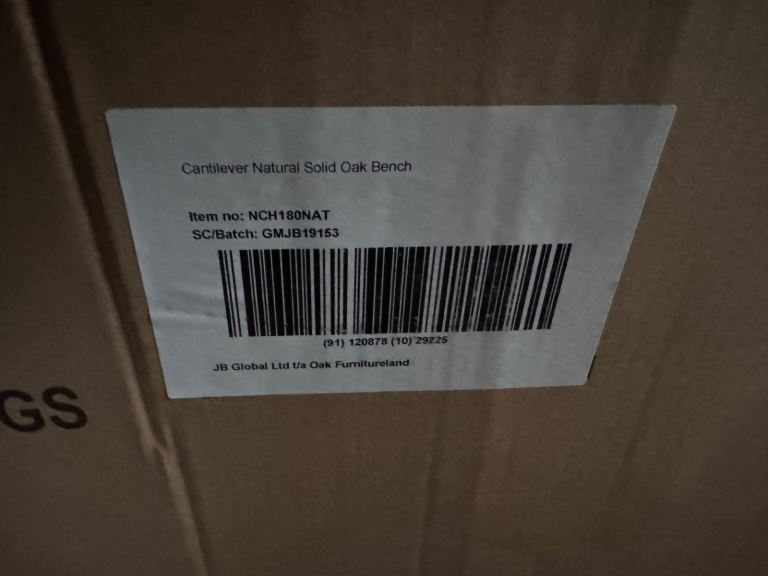 Cantilever Natural Solid Oak Bench
Item no: NCH180NAT
SC/Batch: GMJB19153
(91) 120878 (10) 29225
JB Global Ltd t/a Oak Furnitureland
GS